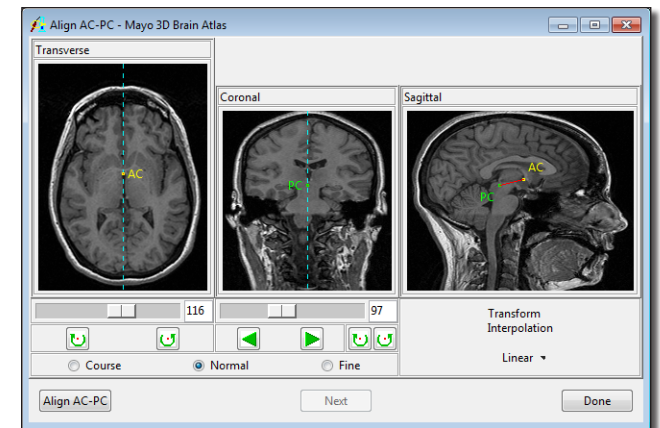 Align AC-PC - Mayo 3D Brain Atlas
Transverse
Coronal
Sagittal
AC
PC
AC
PC
116
97
Transform
Interpolation
Linear
Course
Normal
Fine
Align AC-PC
Next
Done